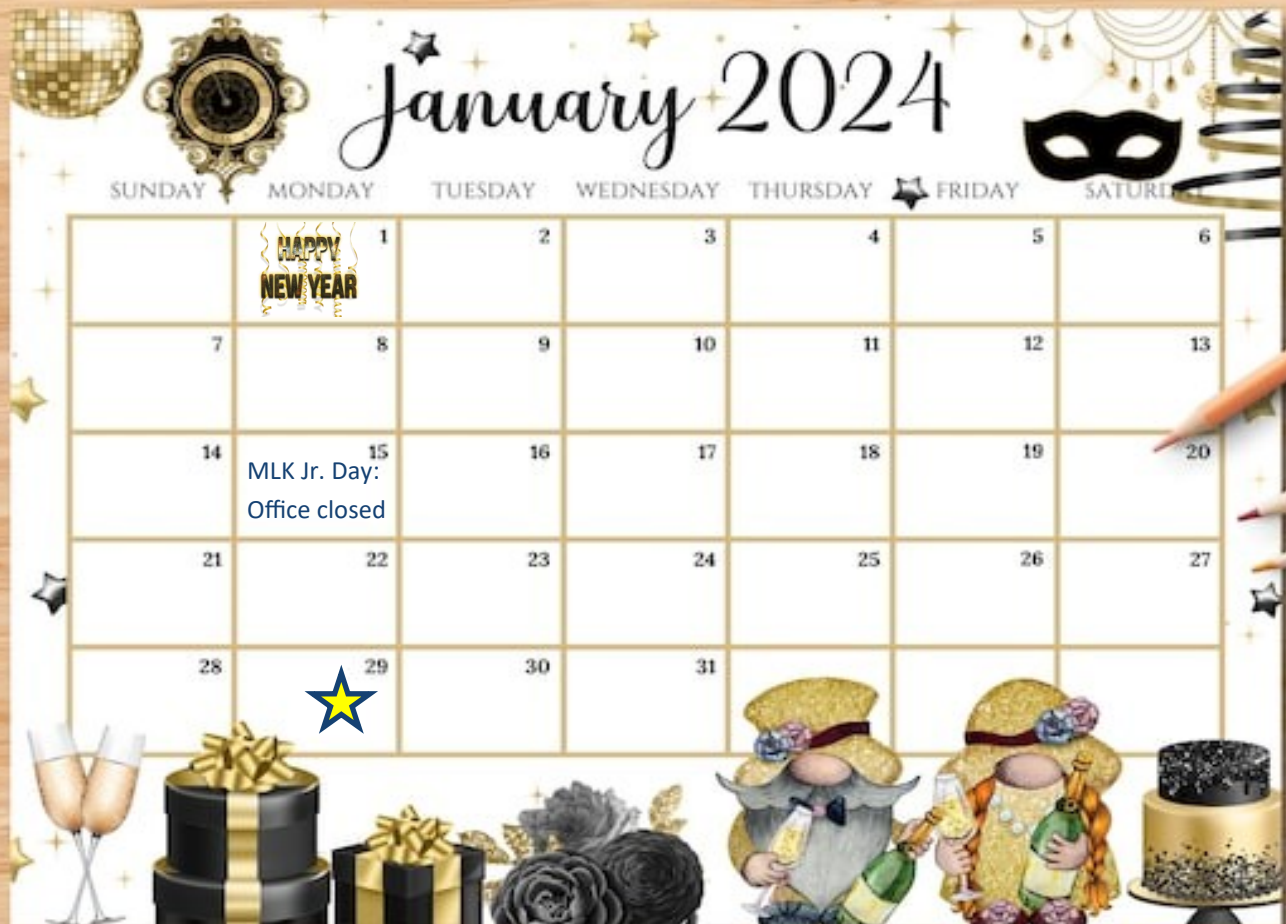 January 2024
SUNDAY MONDAY TUESDAY WEDNESDAY THURSDAY FRIDAY SATURDAY
HAPPY
NEW YEAR
1 2 3 4 5 6
7 8 9 10 11 12 13
14 15 16 17 18 19 20
MLK Jr. Day:
Office closed
21 22 23 24 25 26 27
28 29 30 31